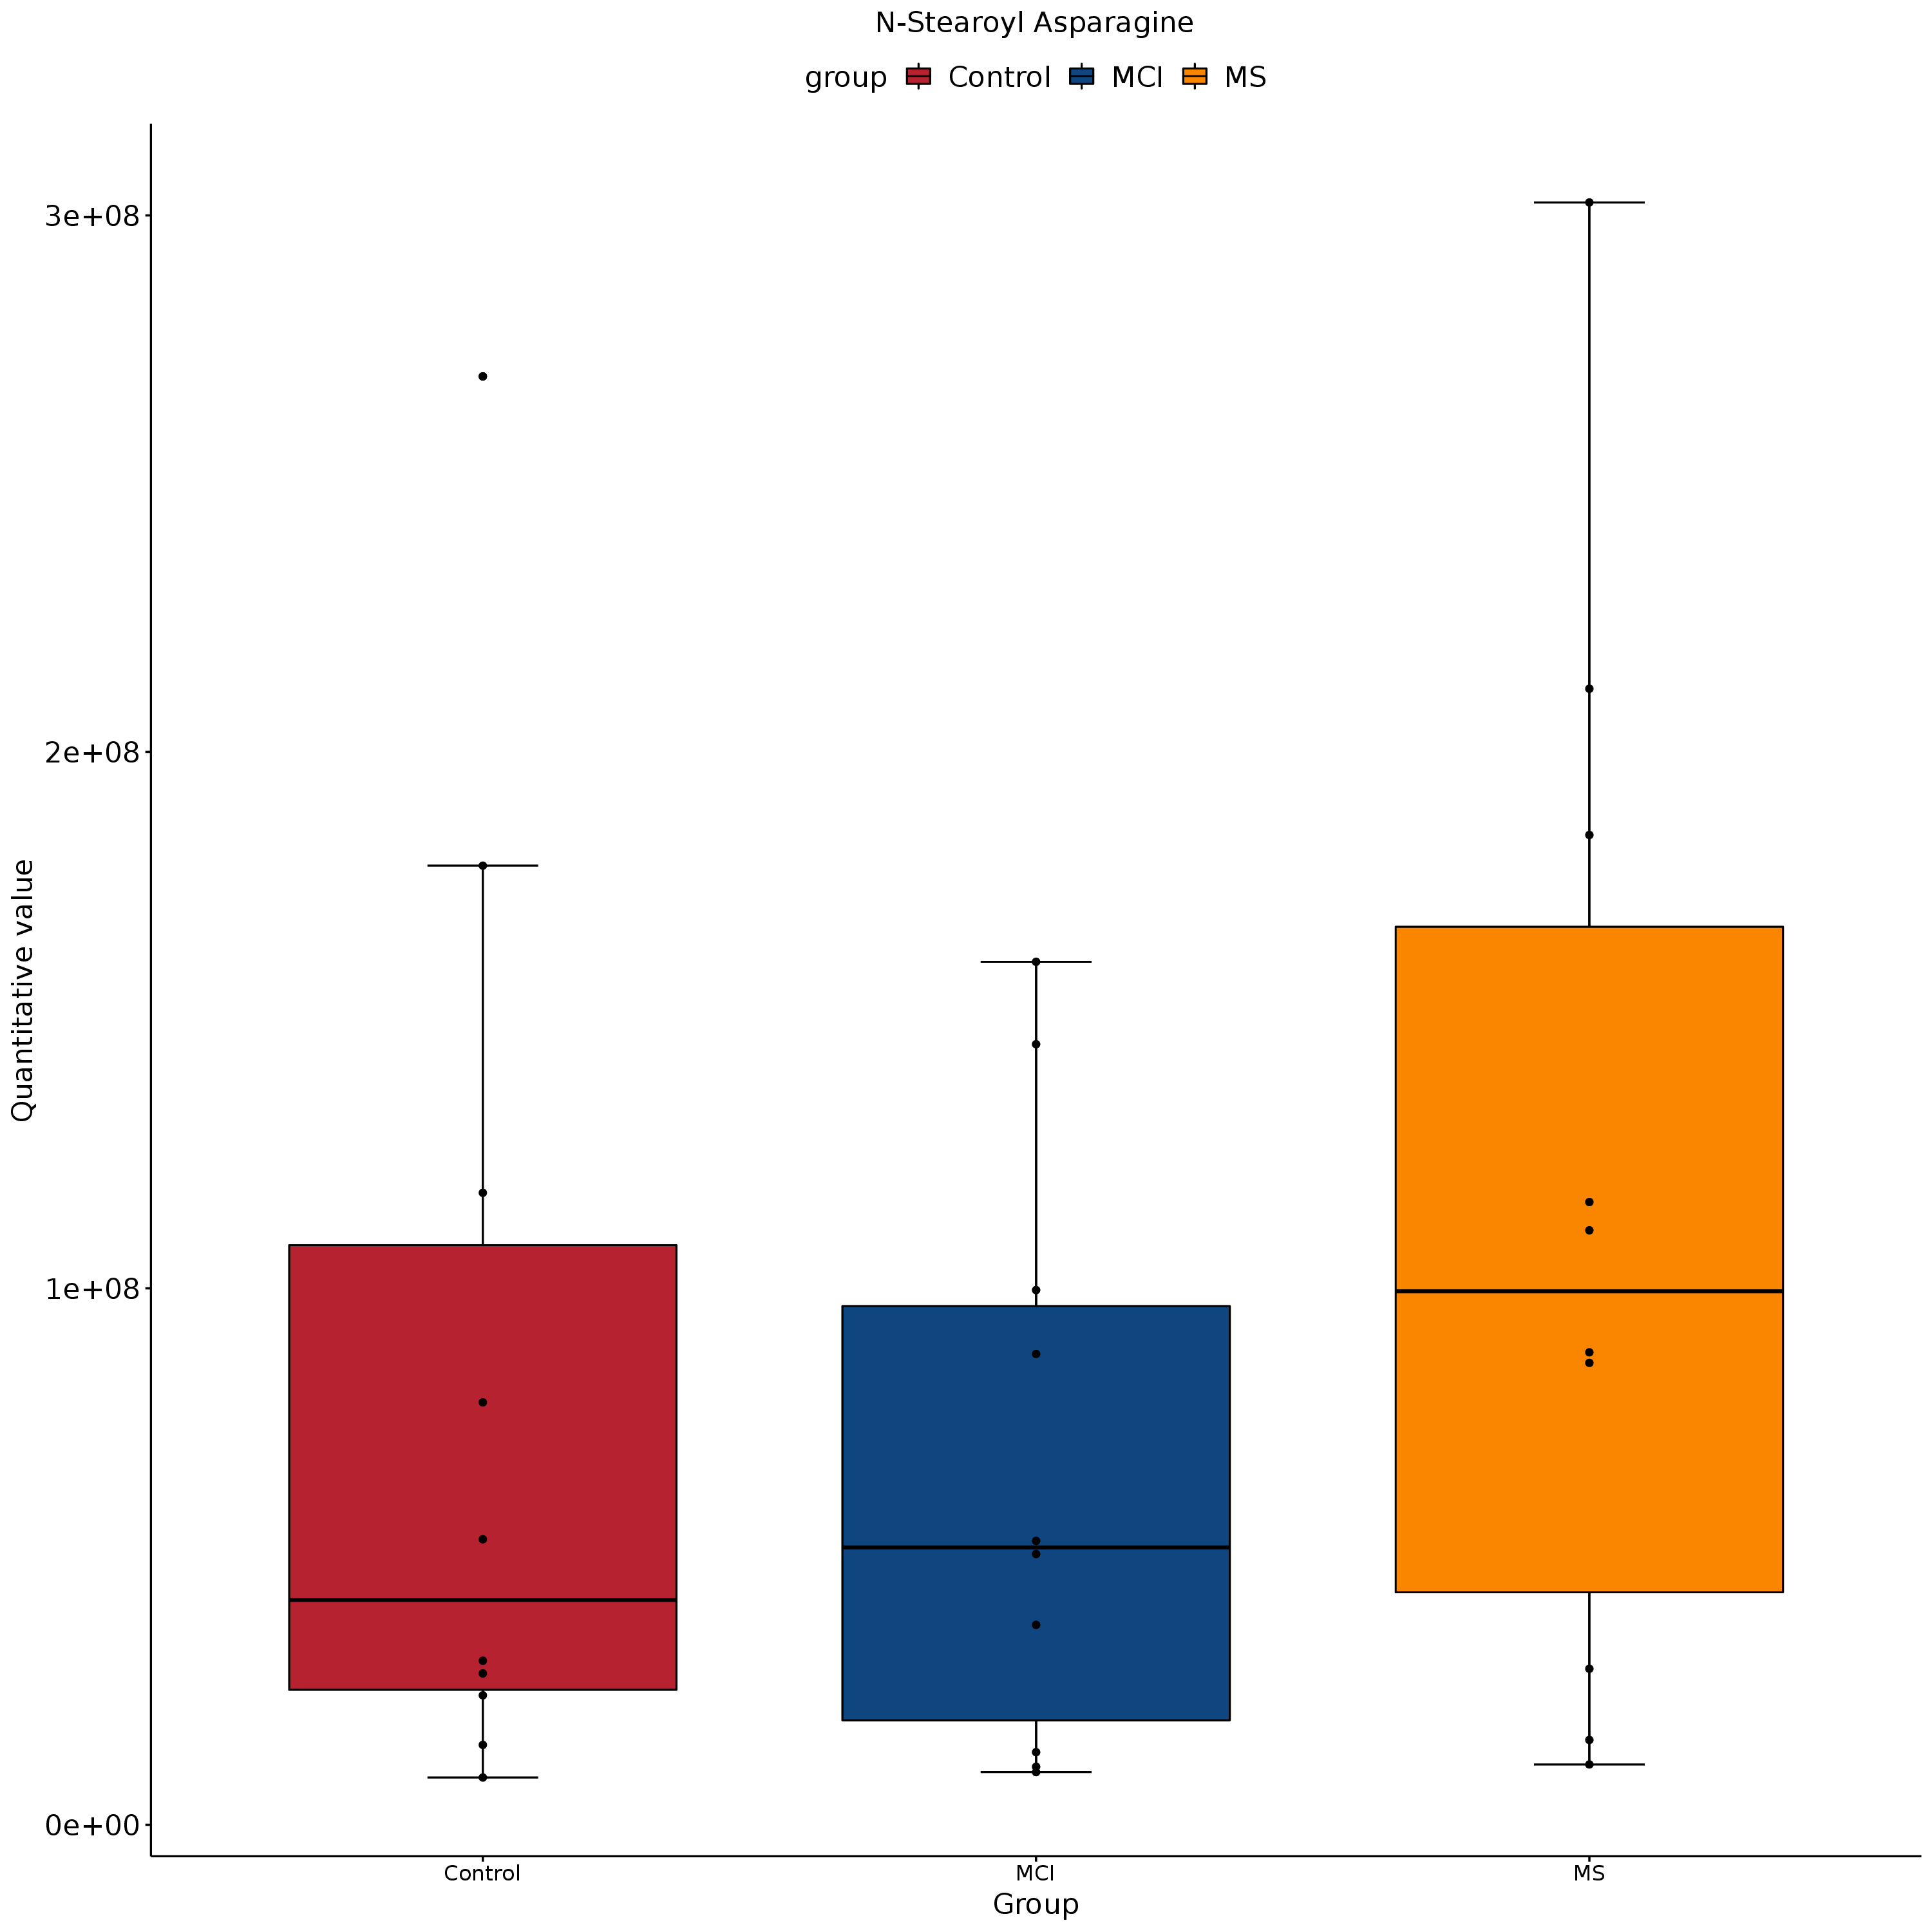 N-Stearoyl Asparagine
group Control MCI MS
3e+08
2e+08
1e+08
0e+00
Quantitative value
Control MCI MS
Group